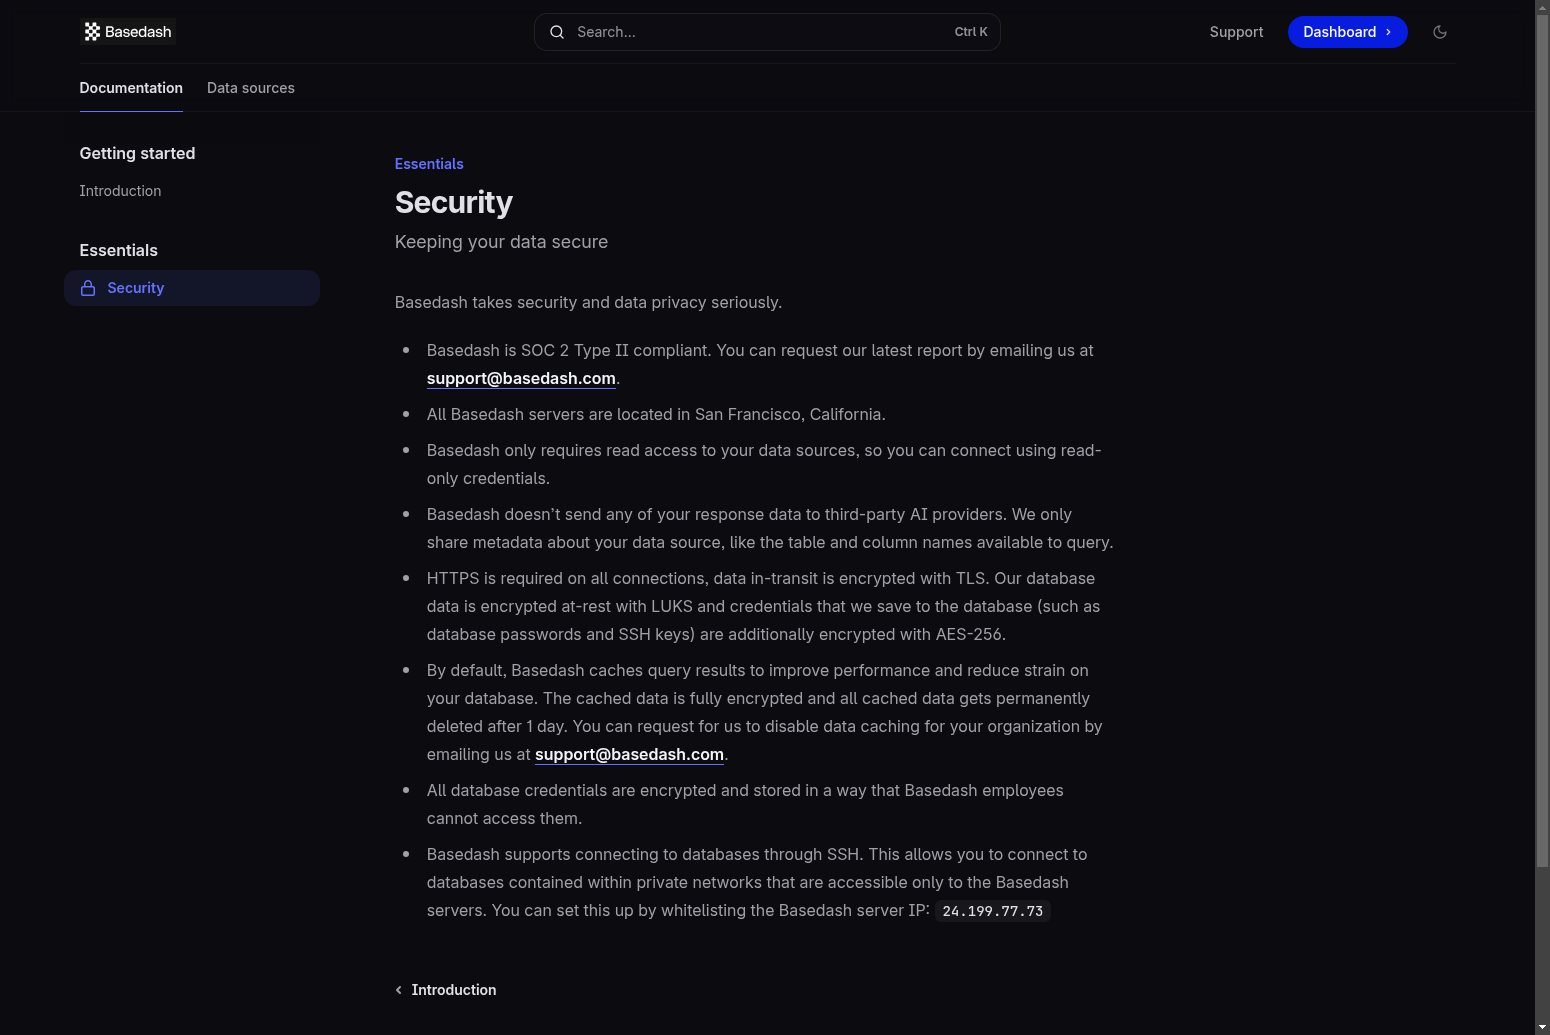 Basedash
Search...
Ctrl K
Support
Dashboard
Documentation
Data sources
Getting started
Introduction
Essentials
Security
Essentials
Security
Keeping your data secure
Basedash takes security and data privacy seriously.
Basedash is SOC 2 Type II compliant. You can request our latest report by emailing us at
support@basedash.com.
All Basedash servers are located in San Francisco, California.
Basedash only requires read access to your data sources, so you can connect using read-
only credentials.
Basedash doesn’t send any of your response data to third-party AI providers. We only
share metadata about your data source, like the table and column names available to query.
HTTPS is required on all connections, data in-transit is encrypted with TLS. Our database
data is encrypted at-rest with LUKS and credentials that we save to the database (such as
database passwords and SSH keys) are additionally encrypted with AES-256.
By default, Basedash caches query results to improve performance and reduce strain on
your database. The cached data is fully encrypted and all cached data gets permanently
deleted after 1 day. You can request for us to disable data caching for your organization by
emailing us at support@basedash.com.
All database credentials are encrypted and stored in a way that Basedash employees
cannot access them.
Basedash supports connecting to databases through SSH. This allows you to connect to
databases contained within private networks that are accessible only to the Basedash
servers. You can set this up by whitelisting the Basedash server IP: 24.199.77.73
Introduction